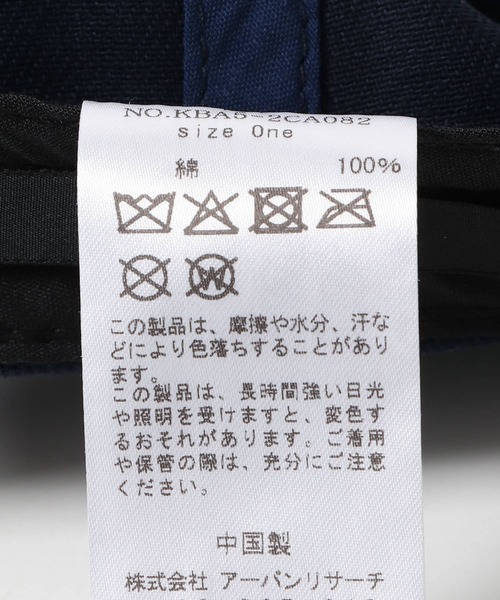 NO.KBA5-2CA082
size One
綿 100%
この製品は、摩擦や水分、汗な
どにより色落ちすることがあり
ます。
この製品は、長時間強い日光
や照明を受けますと、変色す
るおそれがあります。ご着用
や保管の際は、充分にご注意
ください。
中国製
株式会社 アーバンリサーチ